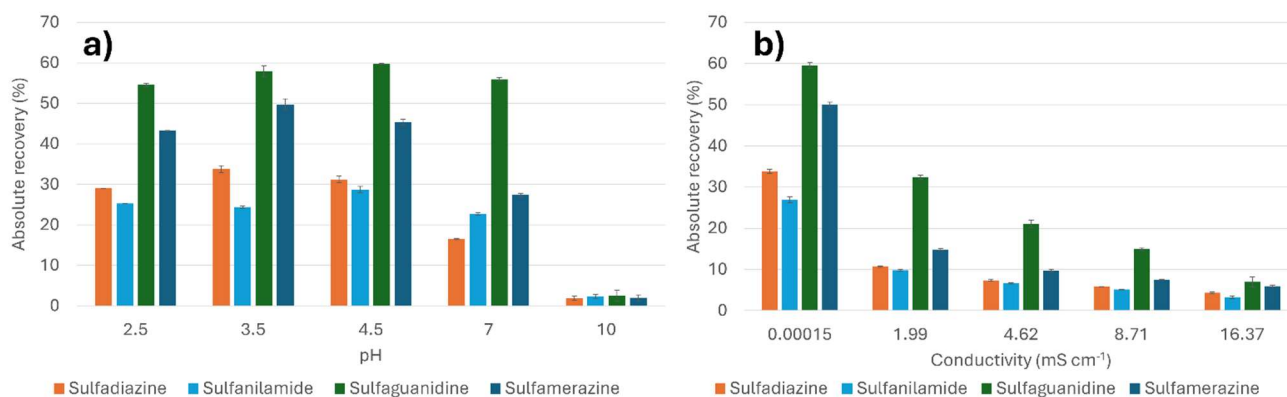 a)
Absolute recovery (%)
70
60
50
40
30
20
10
0
2.5 3.5 4.5 7 10
pH
Sulfadiazine Sulfanilamide Sulfaguanidine Sulfamerazine
b)
Absolute recovery (%)
70
60
50
40
30
20
10
0
0.00015 1.99 4.62 8.71 16.37
Conductivity (mS cm⁻¹)
Sulfadiazine Sulfanilamide Sulfaguanidine Sulfamerazine